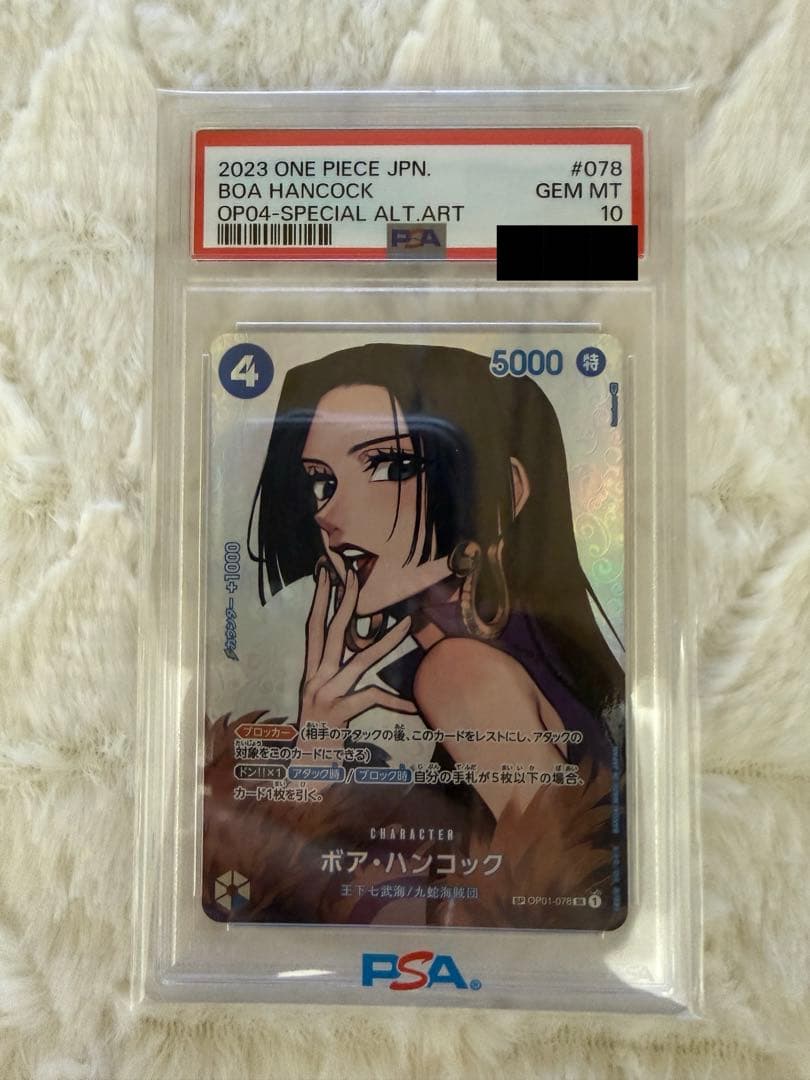 2023 ONE PIECE JPN. #078
BOA HANCOCK GEM MT
OP04-SPECIAL ALT.ART 10
PSA
4 5000 特
カウンター+1000
ブロッカー (相手のアタックの後、このカードをレストにし、アタックの
対象をこのカードにできる)
ドン!!×1 アタック時/ブロック時 自分の手札が5枚以下の場合、
カード1枚を引く。
CHARACTER
ボア・ハンコック
王下七武海/九蛇海賊団
SP OP01-078 SR 1
PSA®